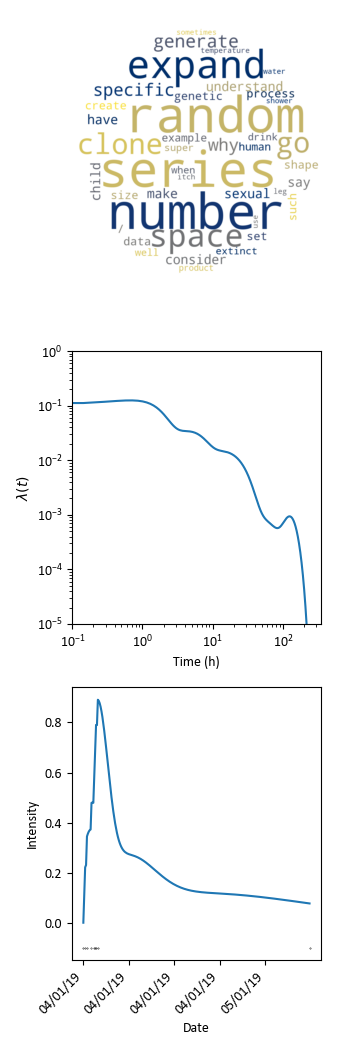 sometimes
generate
temperature
expand
water
specific
understand
genetic
process
create
random
shower
have
example
drink
clone
super
why
human
go
series
when
shape
itch
child
say
size
make
sexual
leg
such
number
use
/
space
set
data
well
extinct
consider
product
10⁰
10⁻¹
10⁻²
λ(t)
10⁻³
10⁻⁴
10⁻⁵
10⁻¹ 10⁰ 10¹ 10²
Time (h)
0.8
0.6
Intensity
0.4
0.2
0.0
04/01/19 04/01/19 04/01/19 04/01/19 05/01/19
Date